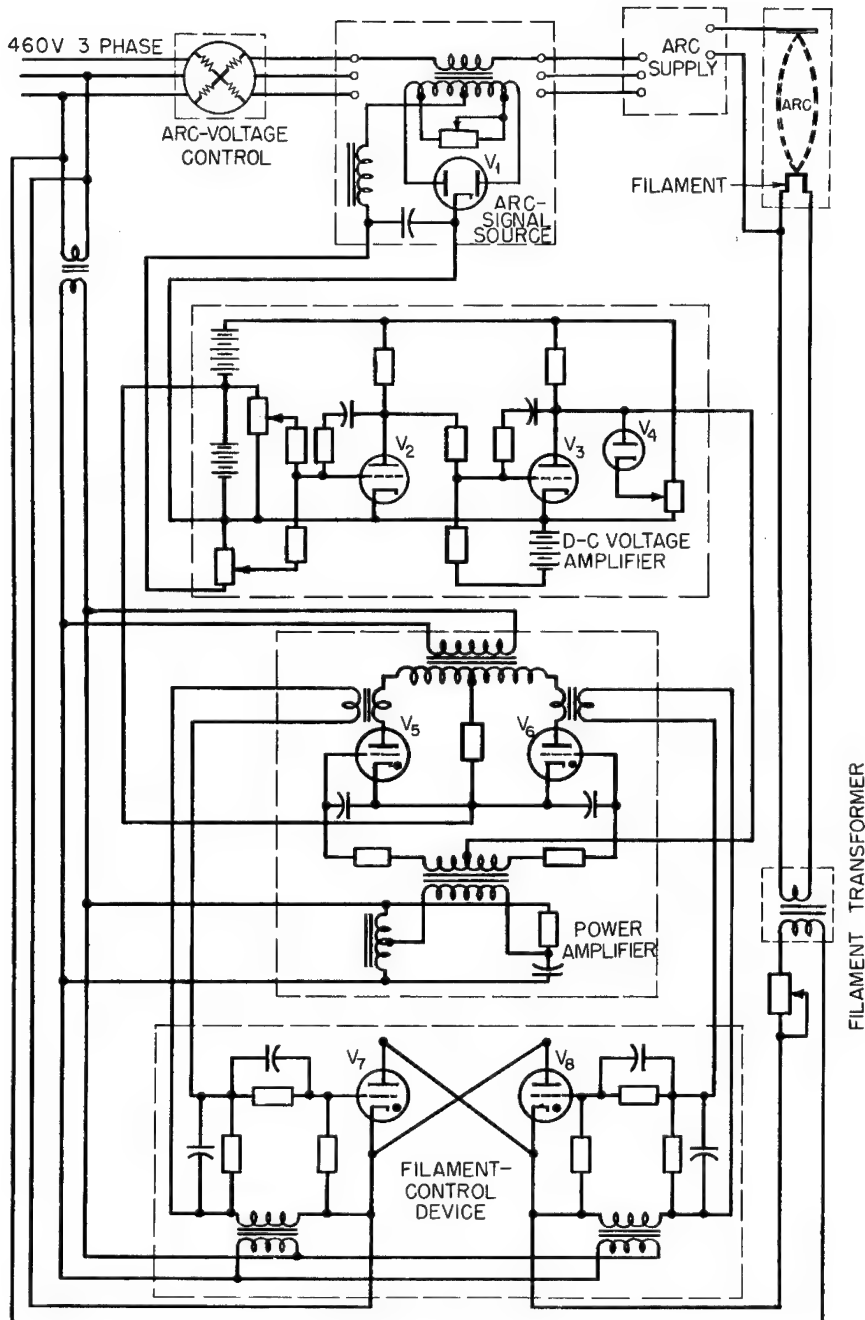 460V 3 PHASE
ARC-VOLTAGE
CONTROL
V1
ARC-
SIGNAL
SOURCE
ARC
SUPPLY
ARC
FILAMENT
V2
V3
V4
D-C VOLTAGE
AMPLIFIER
V5
V6
POWER
AMPLIFIER
FILAMENT TRANSFORMER
V7
V8
FILAMENT-
CONTROL
DEVICE